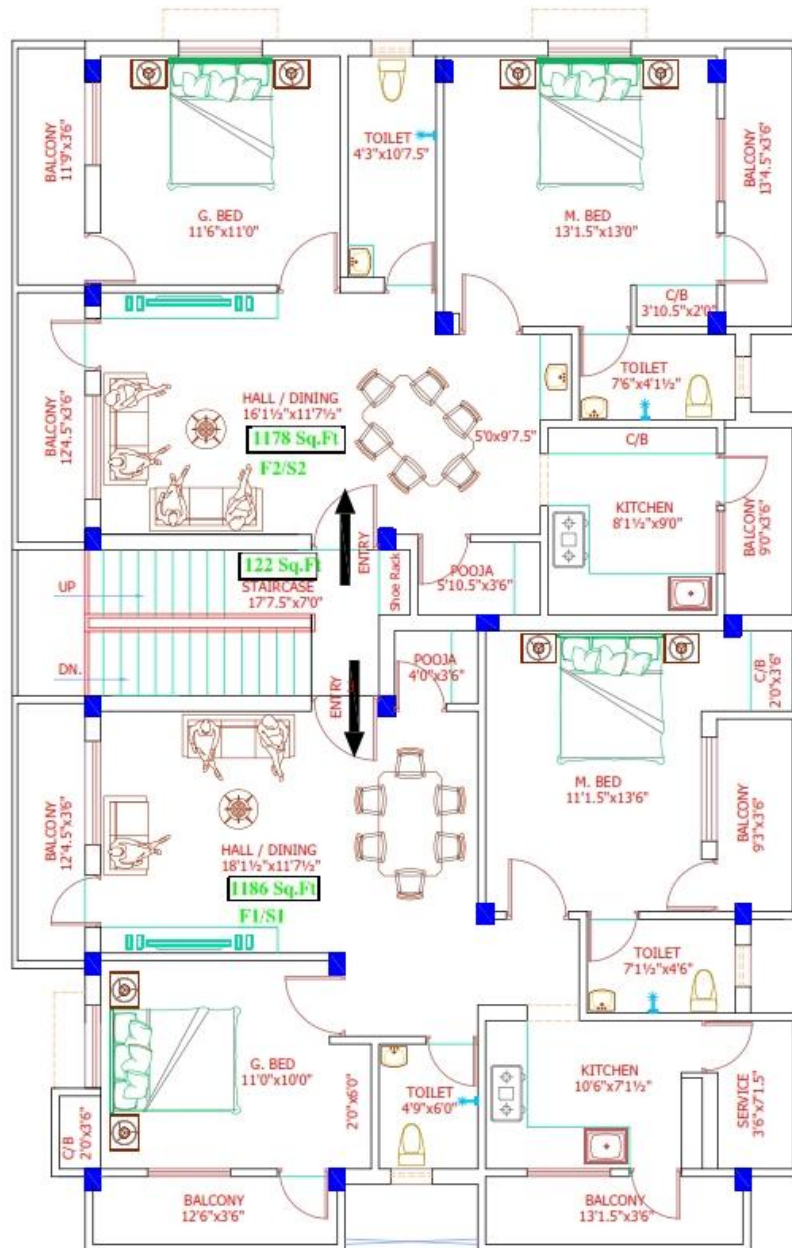 BALCONY
11'9"x3'6"
G. BED
11'6"x11'0"
TOILET
4'3"x10'7.5"
M. BED
13'1.5"x13'0"
BALCONY
13'4.5"x3'6"
C/B
3'10.5"x2'0"
TOILET
7'6"x4'1½"
BALCONY
12'4.5"x3'6"
HALL / DINING
16'1½"x11'7½"
1178 Sq.Ft
F2/S2
5'0x9'7.5"
C/B
KITCHEN
8'1½"x9'0"
BALCONY
9'0"x3'6"
ENTRY
UP
122 Sq.Ft
STAIRCASE
17'7.5"x7'0"
Shoe Rack
POOJA
5'10.5"x3'6"
DN.
ENTRY
POOJA
4'0"x3'6"
C/B
2'0"x3'6"
M. BED
11'1.5"x13'6"
BALCONY
9'3"x3'6"
BALCONY
12'4.5"x3'6"
HALL / DINING
18'1½"x11'7½"
1186 Sq.Ft
F1/S1
TOILET
7'1½"x4'6"
G. BED
11'0"x10'0"
2'0"x6'0"
C/B
2'0"x3'6"
TOILET
4'9"x6'0"
KITCHEN
10'6"x7'1½"
SERVICE
3'6"x7'1.5"
BALCONY
12'6"x3'6"
BALCONY
13'1.5"x3'6"